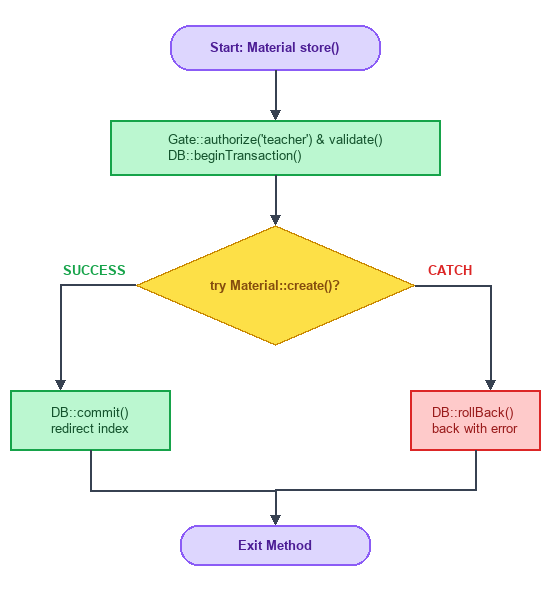 Start: Material store()
Gate::authorize('teacher') & validate()
DB::beginTransaction()
try Material::create()?
SUCCESS
CATCH
DB::commit()
redirect index
DB::rollBack()
back with error
Exit Method